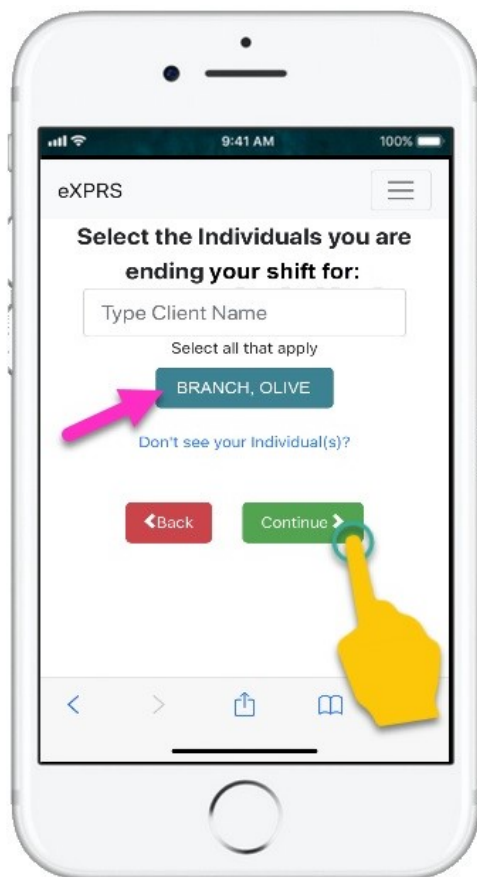 9:41 AM
100%
eXPRS
Select the Individuals you are
ending your shift for:
Type Client Name
Select all that apply
BRANCH, OLIVE
Don't see your Individual(s)?
Back
Continue